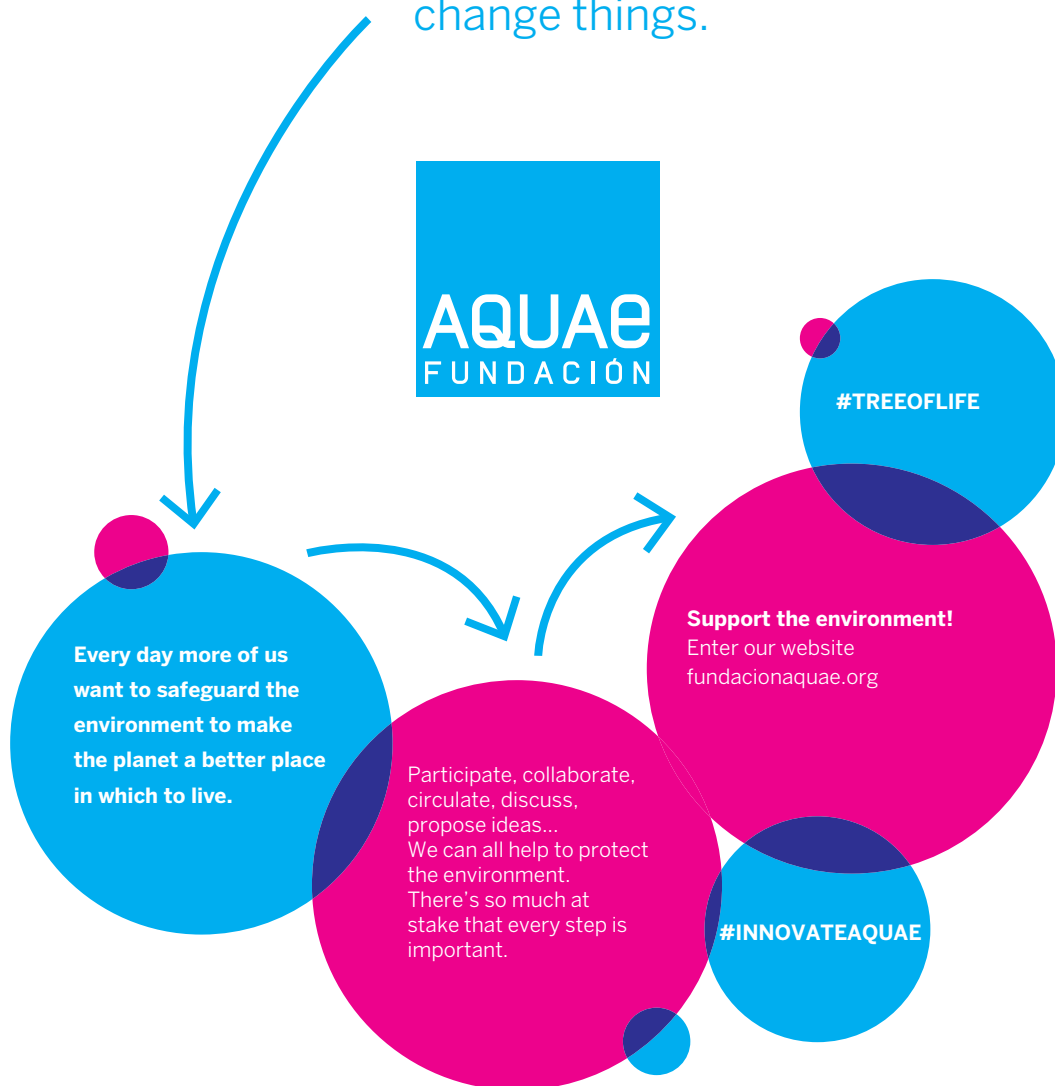 change things.
AQUAE
FUNDACIÓN
Every day more of us
want to safeguard the
environment to make
the planet a better place
in which to live.
Participate, collaborate,
circulate, discuss,
propose ideas...
We can all help to protect
the environment.
There's so much at
stake that every step is
important.
Support the environment!
Enter our website
fundacionaquae.org
#TREEOFLIFE
#INNOVATEAQUAE